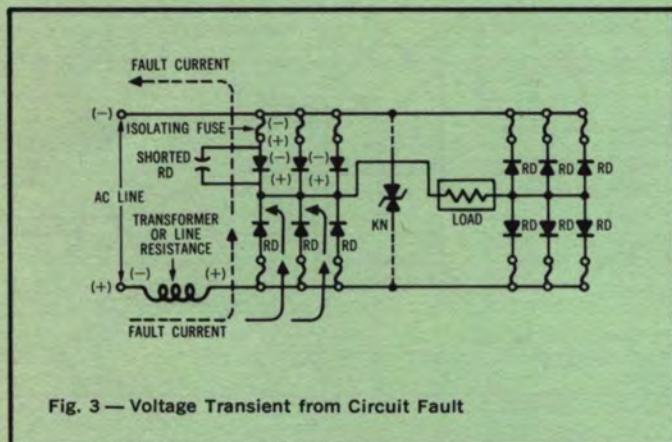 FAULT CURRENT
(−)
ISOLATING FUSE
(−)
(+)
SHORTED
RD
(−)
(+)
(−)
(+)
AC LINE
TRANSFORMER
OR LINE
RESISTANCE
(−)
(+)
(+)
FAULT CURRENT
RD
RD
RD
KN
LOAD
RD
RD
RD
RD
RD
RD
Fig. 3 — Voltage Transient from Circuit Fault